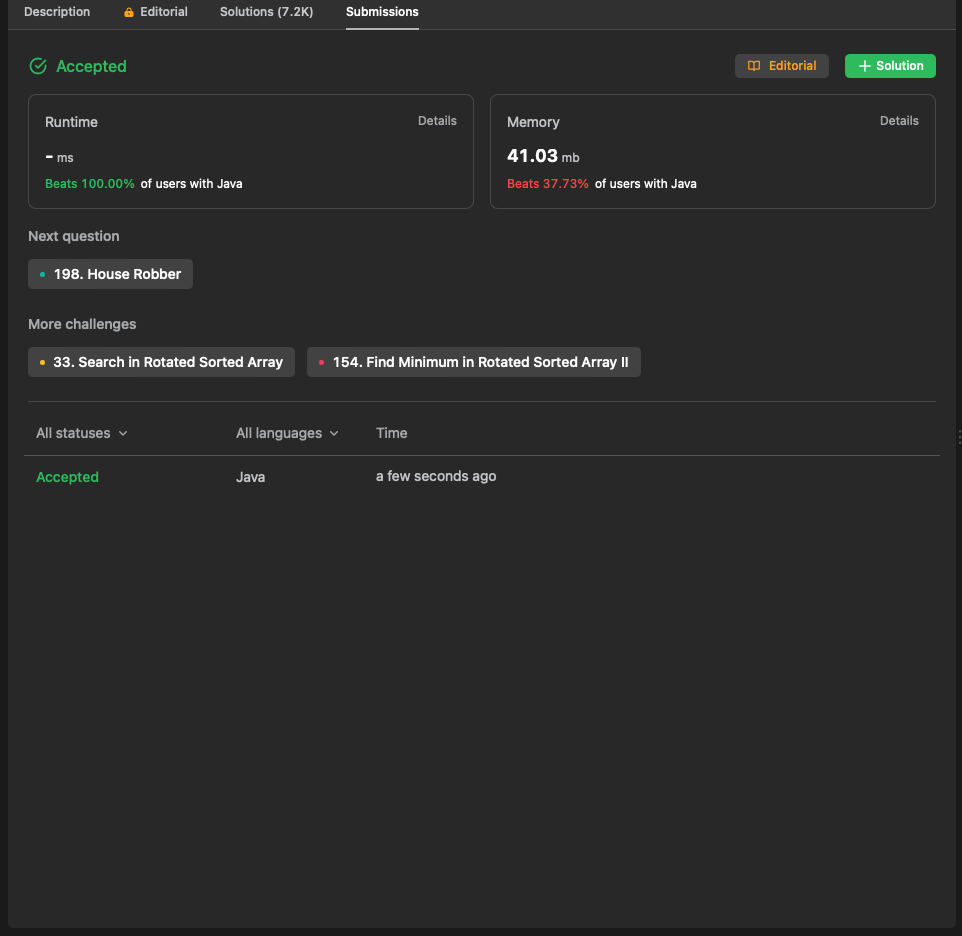 Description Editorial Solutions (7.2K) Submissions
Accepted Editorial + Solution
Runtime Details
- ms
Beats 100.00% of users with Java
Memory Details
41.03 mb
Beats 37.73% of users with Java
Next question
198. House Robber
More challenges
33. Search in Rotated Sorted Array 154. Find Minimum in Rotated Sorted Array II
All statuses All languages Time
Accepted Java a few seconds ago